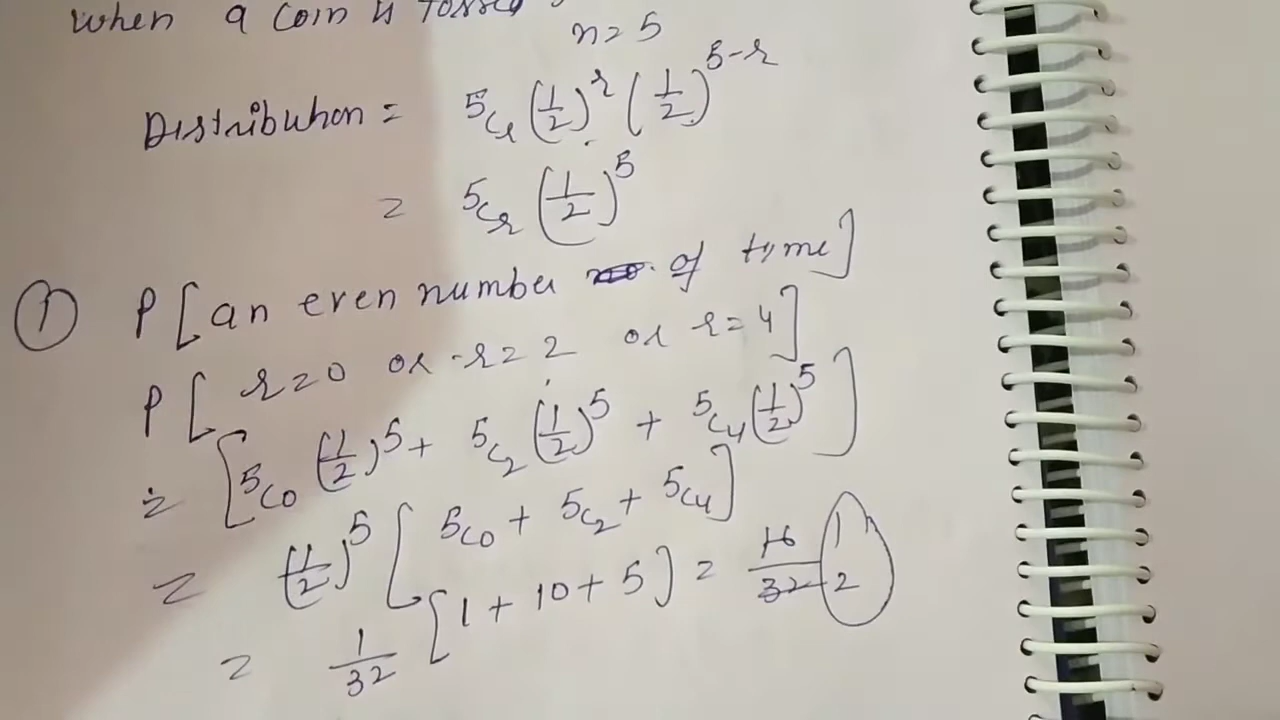 when a coin is tossed
n=5
Distribution = 5Cr (1/2)^r (1/2)^5-r
= 5Cr (1/2)^5
① P[an even number of time]
P[ r=0 or r=2 or r=4]
= [5C0 (1/2)^5 + 5C2 (1/2)^5 + 5C4 (1/2)^5]
= (1/2)^5 [5C0 + 5C2 + 5C4]
= 1/32 [1 + 10 + 5] = 16/32 1/2